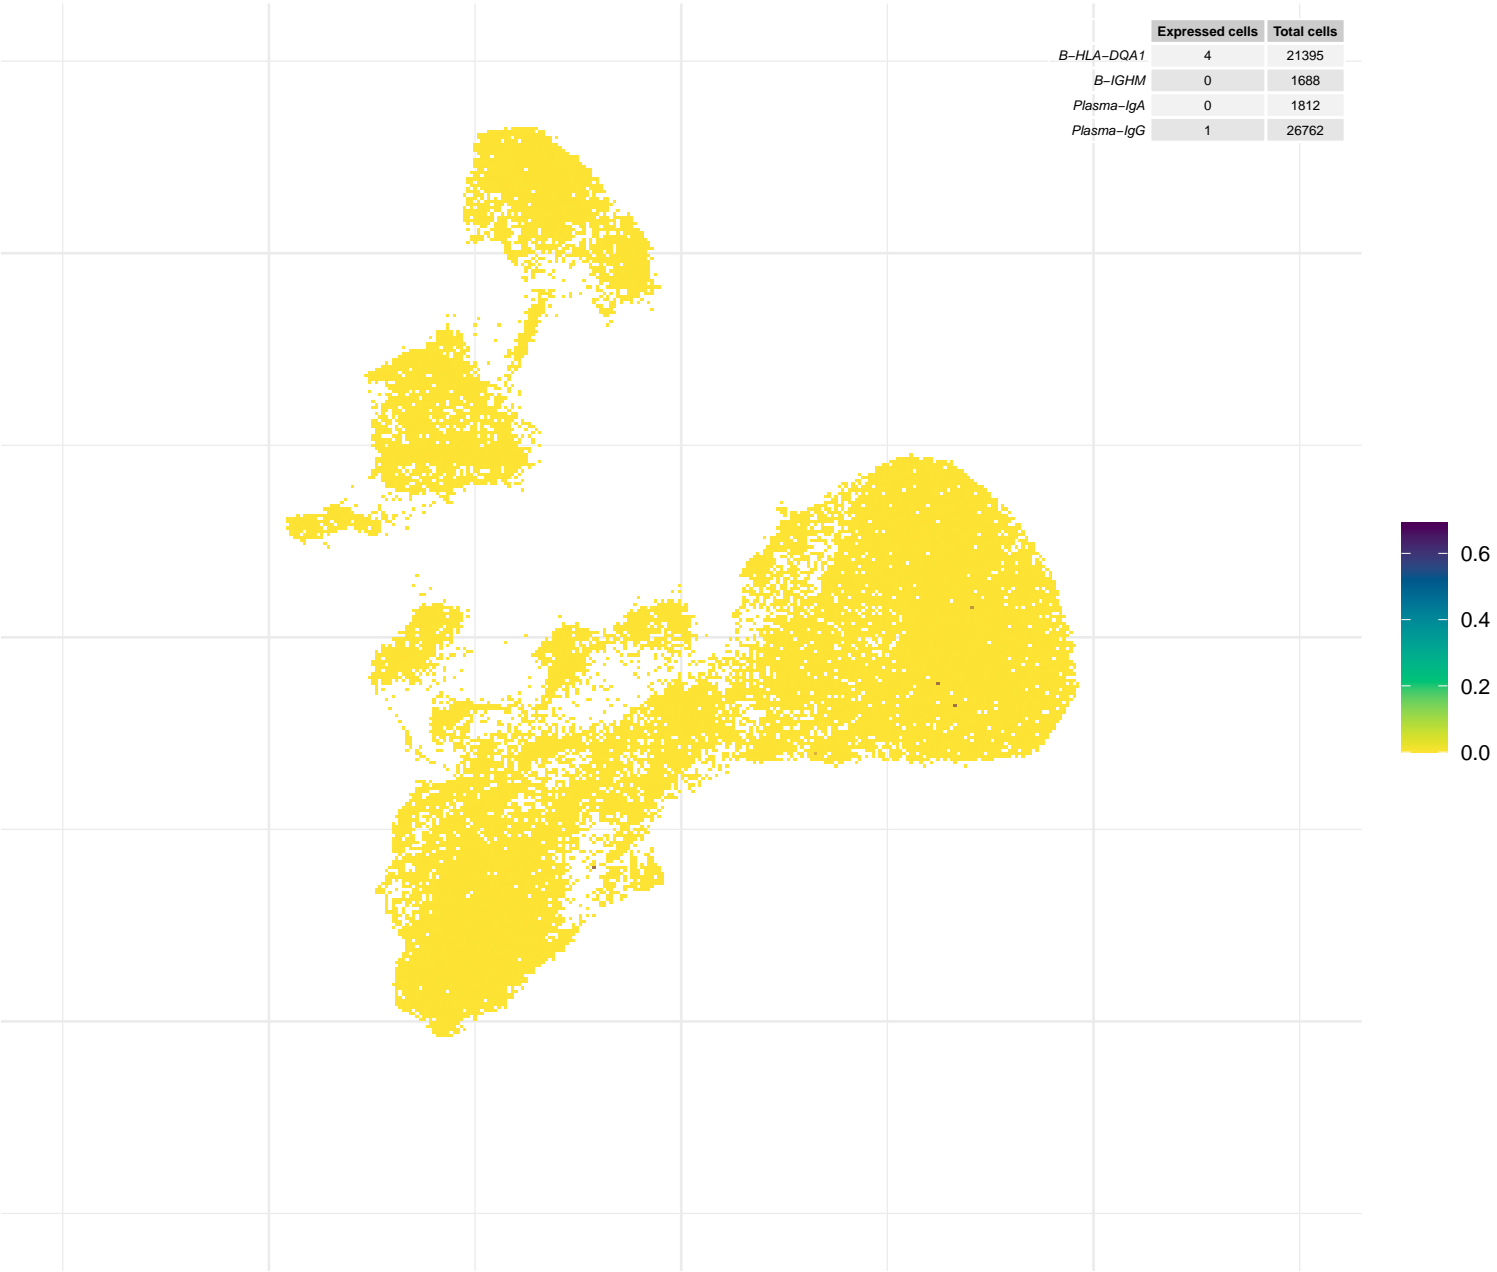 Expressed cells Total cells
B-HLA-DQA1 4 21395
B-IGHM 0 1688
Plasma-IgA 0 1812
Plasma-IgG 1 26762
0.6
0.4
0.2
0.0